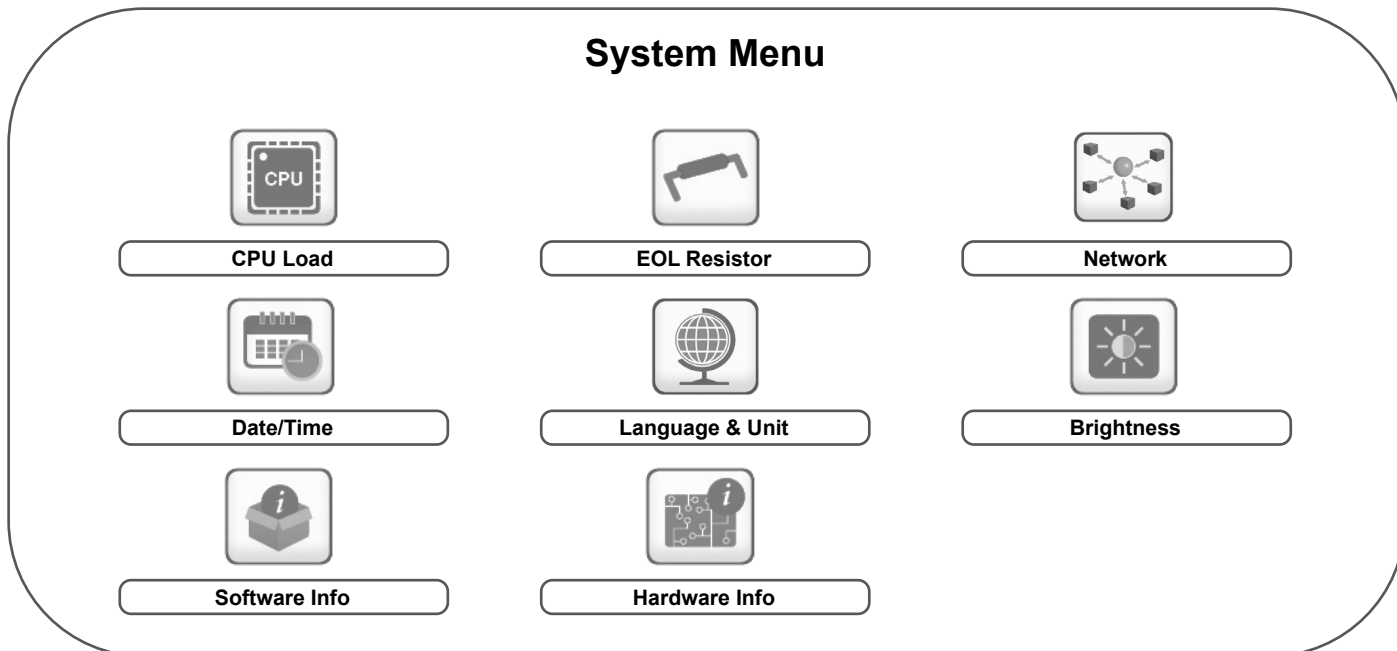 System Menu
CPU
CPU Load
EOL Resistor
Network
Date/Time
Language & Unit
Brightness
i
i
Software Info
Hardware Info